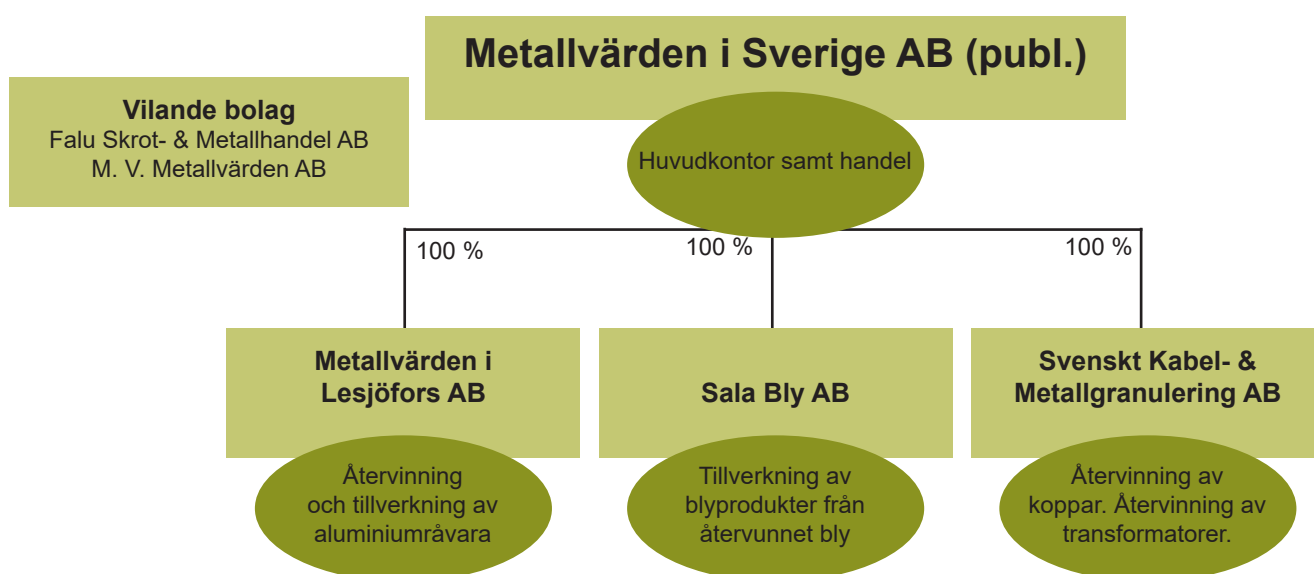 Metallvärden i Sverige AB (publ.)
Vilande bolag
Falu Skrot- & Metallhandel AB
M. V. Metallvärden AB
Huvudkontor samt handel
100 %
100 %
100 %
Metallvärden i
Lesjöfors AB
Sala Bly AB
Svenskt Kabel- &
Metallgranulering AB
Återvinning
och tillverkning av
aluminiumråvara
Tillverkning av
blyprodukter från
återvunnet bly
Återvinning av
koppar. Återvinning av
transformatorer.